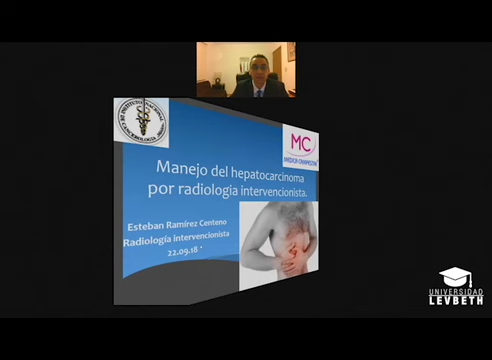 MC
Manejo del hepatocarcinoma
por radiologia intervencionista.
Esteban Ramírez Centeno
Radiología intervencionista
22.09.18
UNIVERSIDAD
LEVBETH